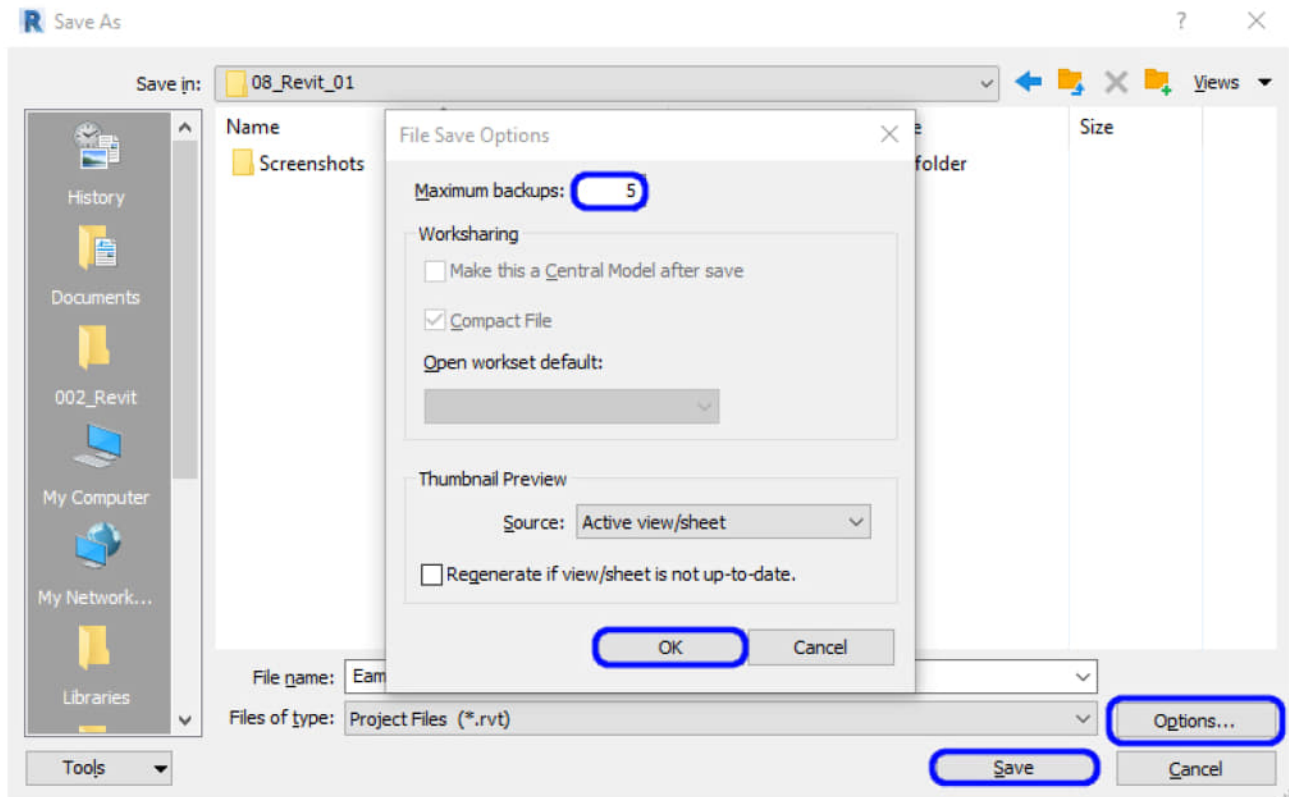 R Save As
Save in: 08_Revit_01 Views
Name Size
File Save Options
Screenshots folder
Maximum backups: 5
History
Worksharing
Make this a Central Model after save
Documents
Compact File
Open workset default:
002_Revit
My Computer
Thumbnail Preview
Source: Active view/sheet
Regenerate if view/sheet is not up-to-date.
My Network...
OK Cancel
Libraries
File name: Eam
Files of type: Project Files (*.rvt) Options...
Tools Save Cancel